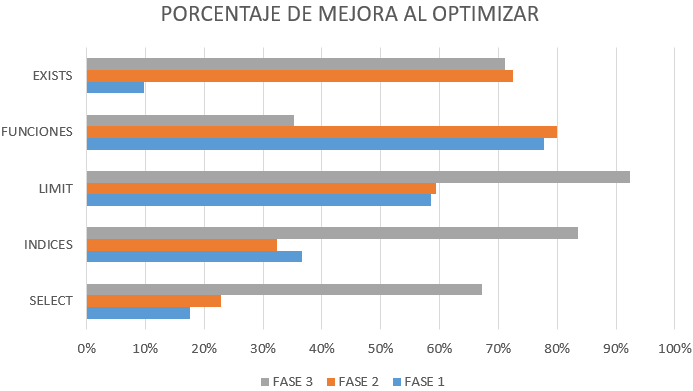 PORCENTAJE DE MEJORA AL OPTIMIZAR
EXISTS
FUNCIONES
LIMIT
INDICES
SELECT
0% 10% 20% 30% 40% 50% 60% 70% 80% 90% 100%
FASE 3 FASE 2 FASE 1